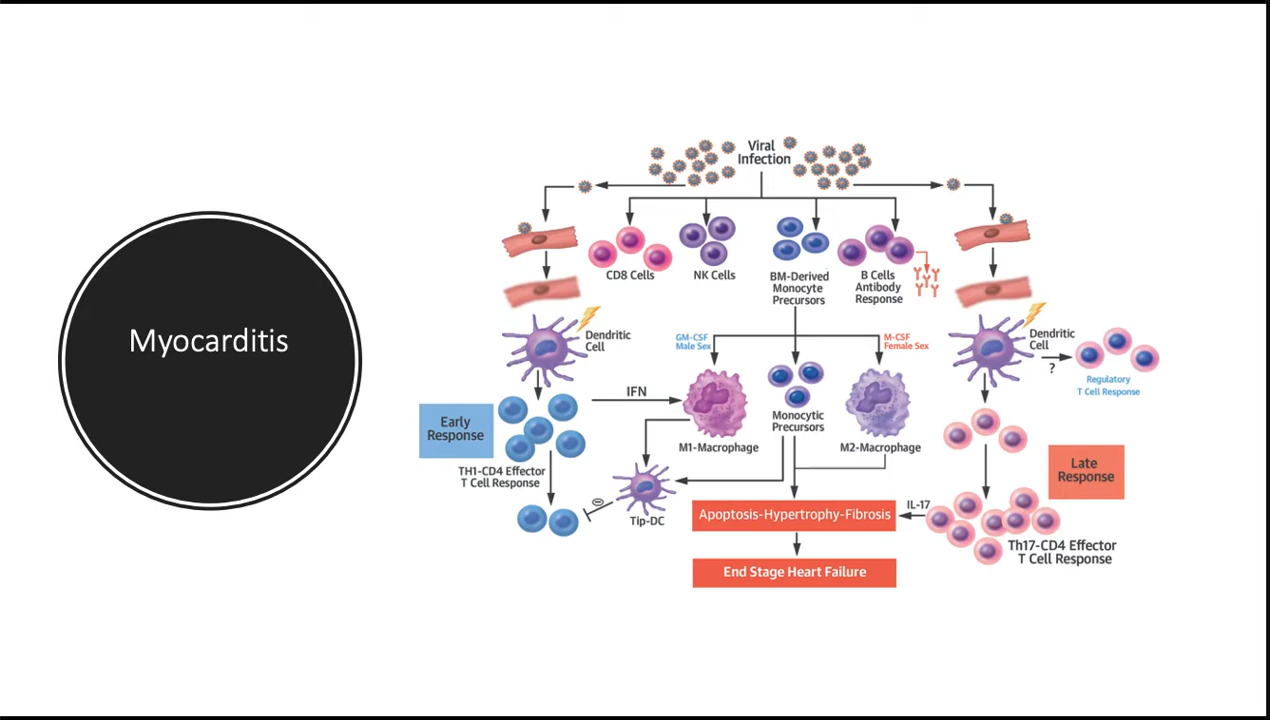 Myocarditis
Viral
Infection
CD8 Cells
NK Cells
BM-Derived
Monocyte
Precursors
B Cells
Antibody
Response
Dendritic
Cell
GM-CSF
Male Sex
M-CSF
Female Sex
Dendritic
Cell
?
Regulatory
T Cell Response
IFN
Early
Response
M1-Macrophage
Monocytic
Precursors
M2-Macrophage
TH1-CD4 Effector
T Cell Response
Late
Response
⊖
Tip-DC
Apoptosis-Hypertrophy-Fibrosis
IL-17
Th17-CD4 Effector
T Cell Response
End Stage Heart Failure